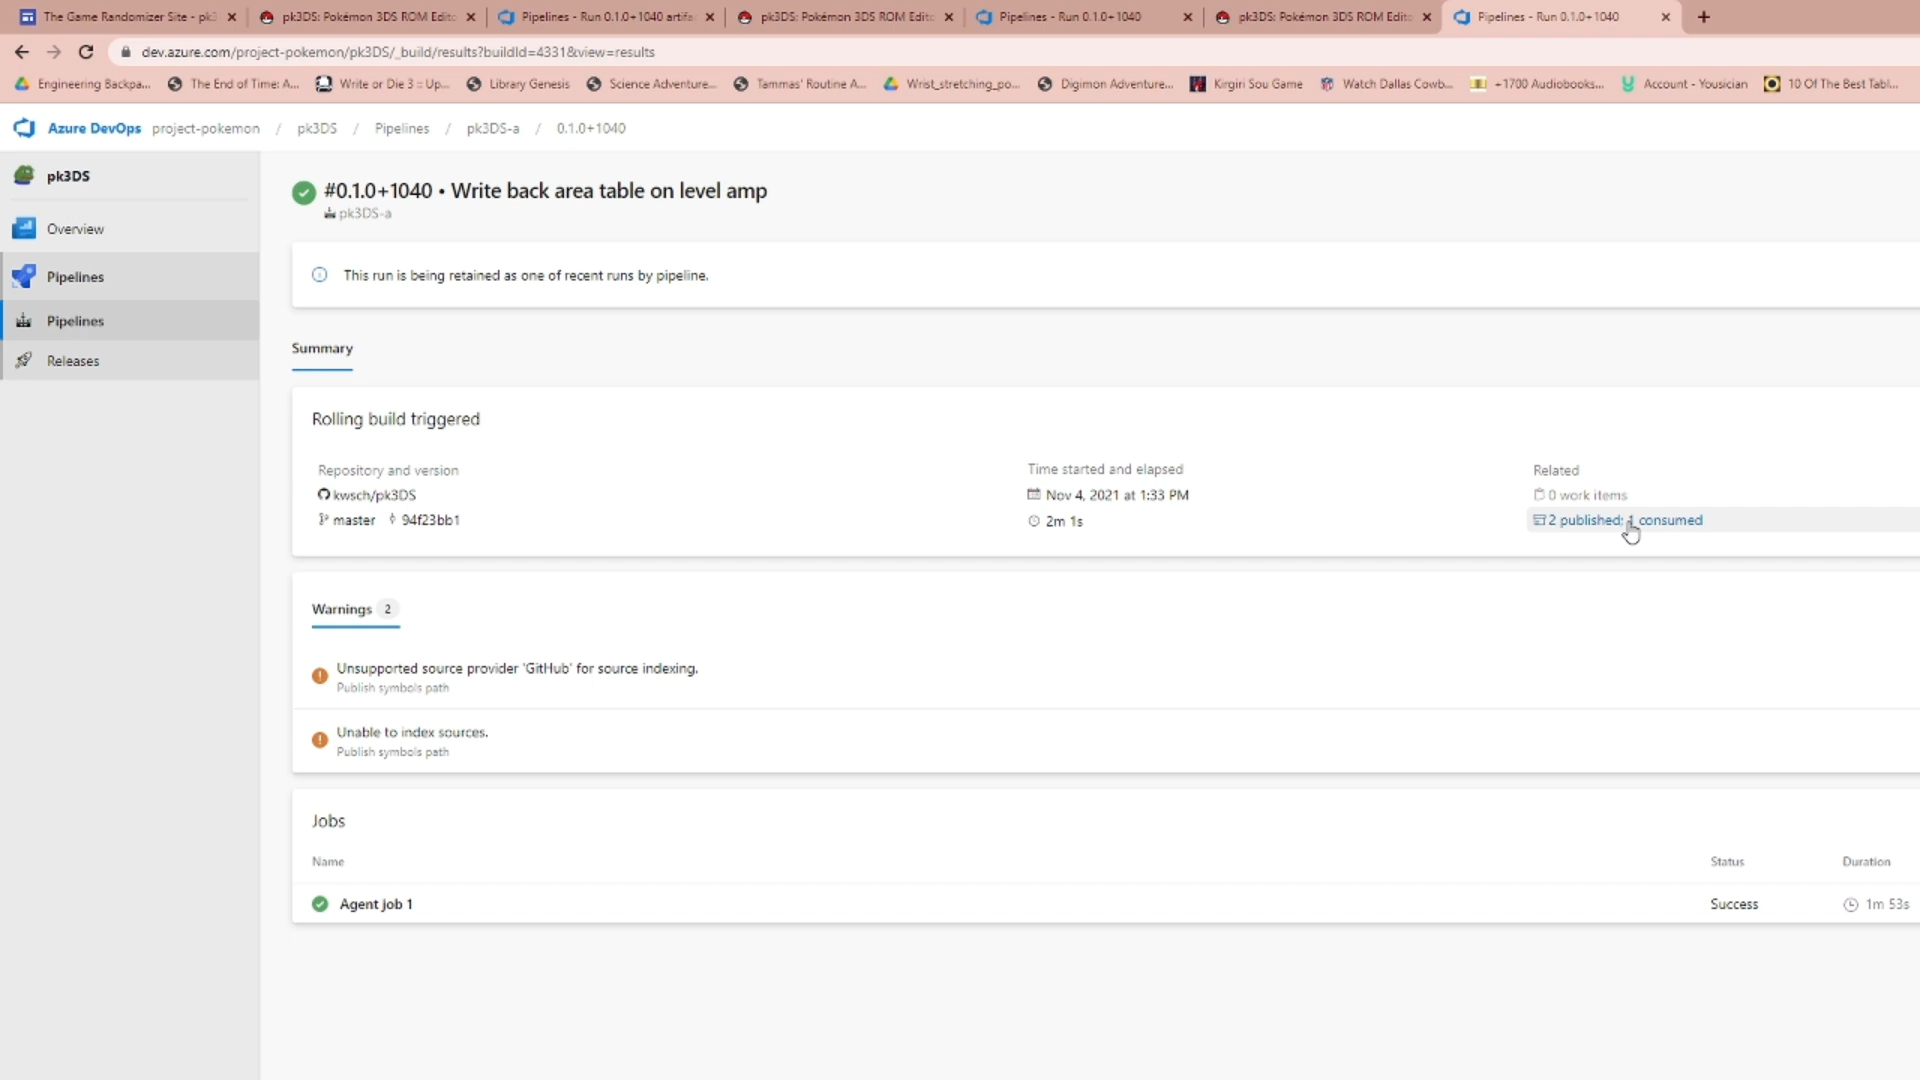 The Game Randomizer Site - pk3
pk3DS: Pokémon 3DS ROM Edito
Pipelines - Run 0.1.0+1040 artifa
pk3DS: Pokémon 3DS ROM Edito
Pipelines - Run 0.1.0+1040
pk3DS: Pokémon 3DS ROM Edito
Pipelines - Run 0.1.0+1040
dev.azure.com/project-pokemon/pk3DS/_build/results?buildId=4331&view=results
Engineering Backpa...
The End of Time: A...
Write or Die 3 :: Up...
Library Genesis
Science Adventure...
Tammas' Routine A...
Wrist_stretching_po...
Digimon Adventure...
Kirgiri Sou Game
Watch Dallas Cowb...
+1700 Audiobooks...
Account - Yousician
10 Of The Best Tabl...
Azure DevOps project-pokemon / pk3DS / Pipelines / pk3DS-a / 0.1.0+1040
pk3DS
Overview
Pipelines
Pipelines
Releases
#0.1.0+1040 • Write back area table on level amp
pk3DS-a
This run is being retained as one of recent runs by pipeline.
Summary
Rolling build triggered
Repository and version
kwsch/pk3DS
master 94f23bb1
Time started and elapsed
Nov 4, 2021 at 1:33 PM
2m 1s
Related
0 work items
2 published; 1 consumed
Warnings 2
Unsupported source provider 'GitHub' for source indexing.
Publish symbols path
Unable to index sources.
Publish symbols path
Jobs
Name Status Duration
Agent job 1 Success 1m 53s